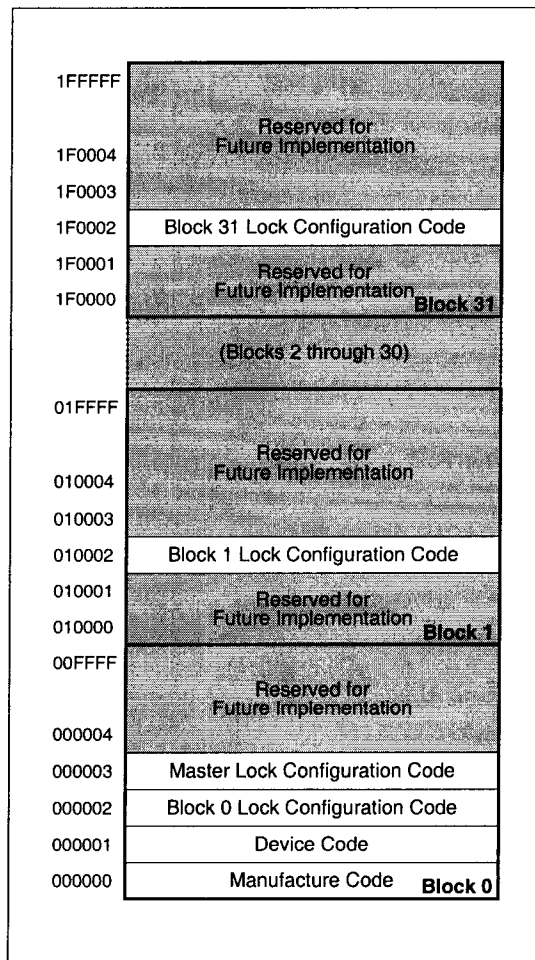 1FFFFF
Reserved for
Future Implementation
1F0004
1F0003
1F0002 Block 31 Lock Configuration Code
1F0001
Reserved for
Future Implementation
1F0000
Block 31
(Blocks 2 through 30)
01FFFF
Reserved for
Future Implementation
010004
010003
010002 Block 1 Lock Configuration Code
010001
Reserved for
Future Implementation
010000
Block 1
00FFFF
Reserved for
Future Implementation
000004
000003 Master Lock Configuration Code
000002 Block 0 Lock Configuration Code
000001 Device Code
000000 Manufacture Code Block 0